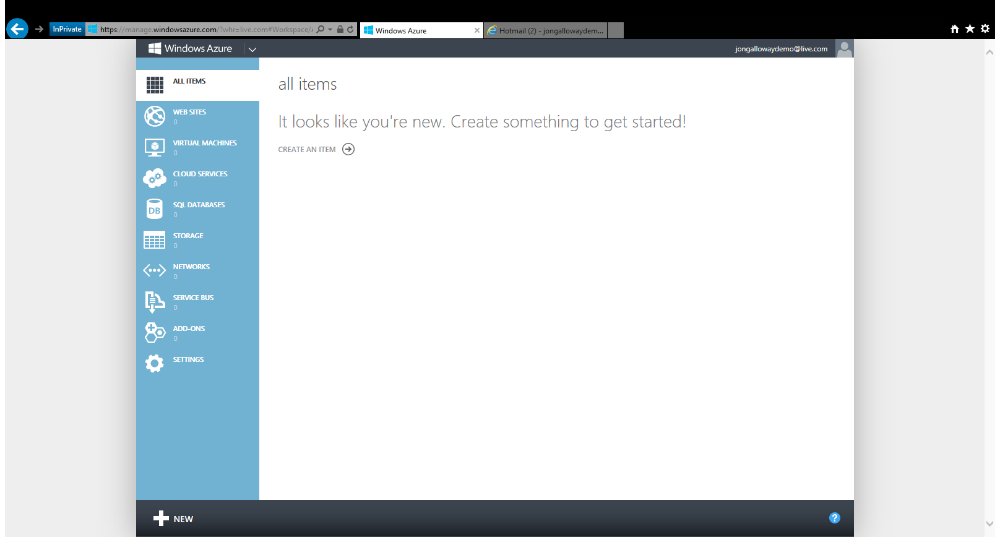 InPrivate
https://manage.windowsazure.com/?whr=live.com#Workspace/
Windows Azure
Hotmail (2) - jongallowaydem...
Windows Azure
jongallowaydemo@live.com
ALL ITEMS
WEB SITES
0
VIRTUAL MACHINES
0
CLOUD SERVICES
0
DB
SQL DATABASES
0
STORAGE
0
NETWORKS
0
SERVICE BUS
0
ADD-ONS
0
SETTINGS
all items
It looks like you're new. Create something to get started!
CREATE AN ITEM
NEW
?